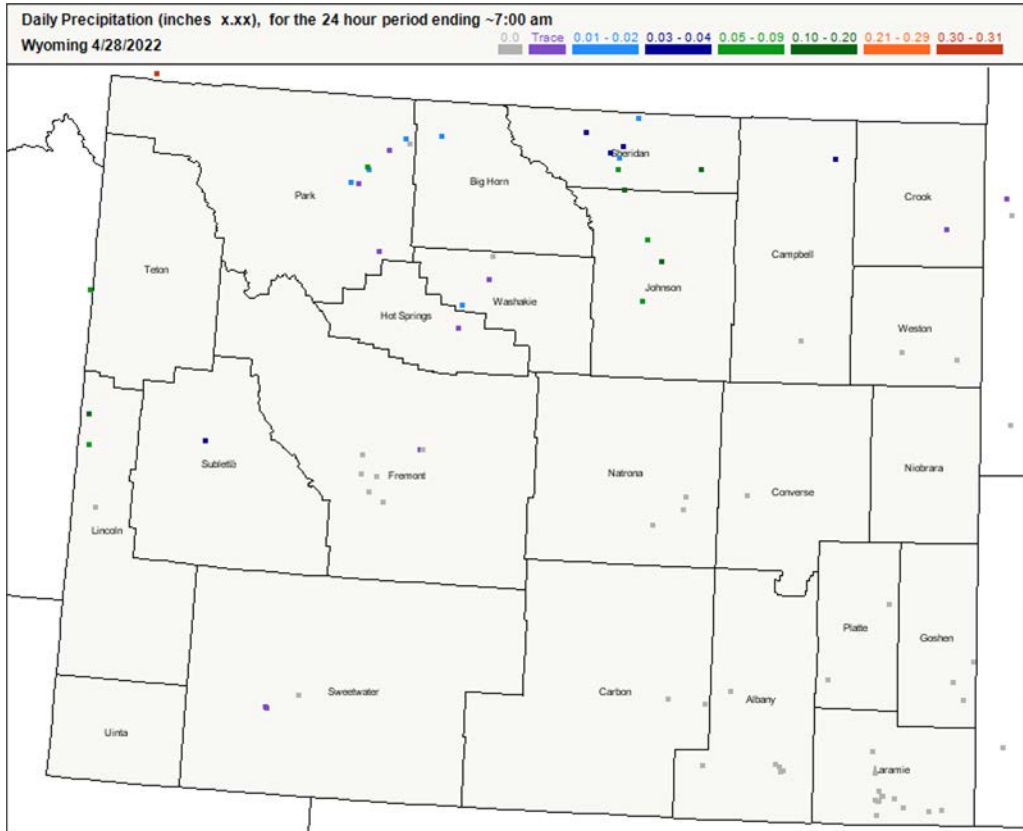 Daily Precipitation (inches x.xx), for the 24 hour period ending ~7:00 am
Wyoming 4/28/2022
0.0 Trace 0.01 - 0.02 0.03 - 0.04 0.05 - 0.09 0.10 - 0.20 0.21 - 0.29 0.30 - 0.31
Sheridan
Park
Big Horn
Crook
Campbell
Teton
Johnson
Washakie
Hot Springs
Weston
Sublette
Fremont
Natrona
Converse
Niobrara
Lincoln
Platte
Goshen
Sweetwater
Carbon
Albany
Uinta
Laramie